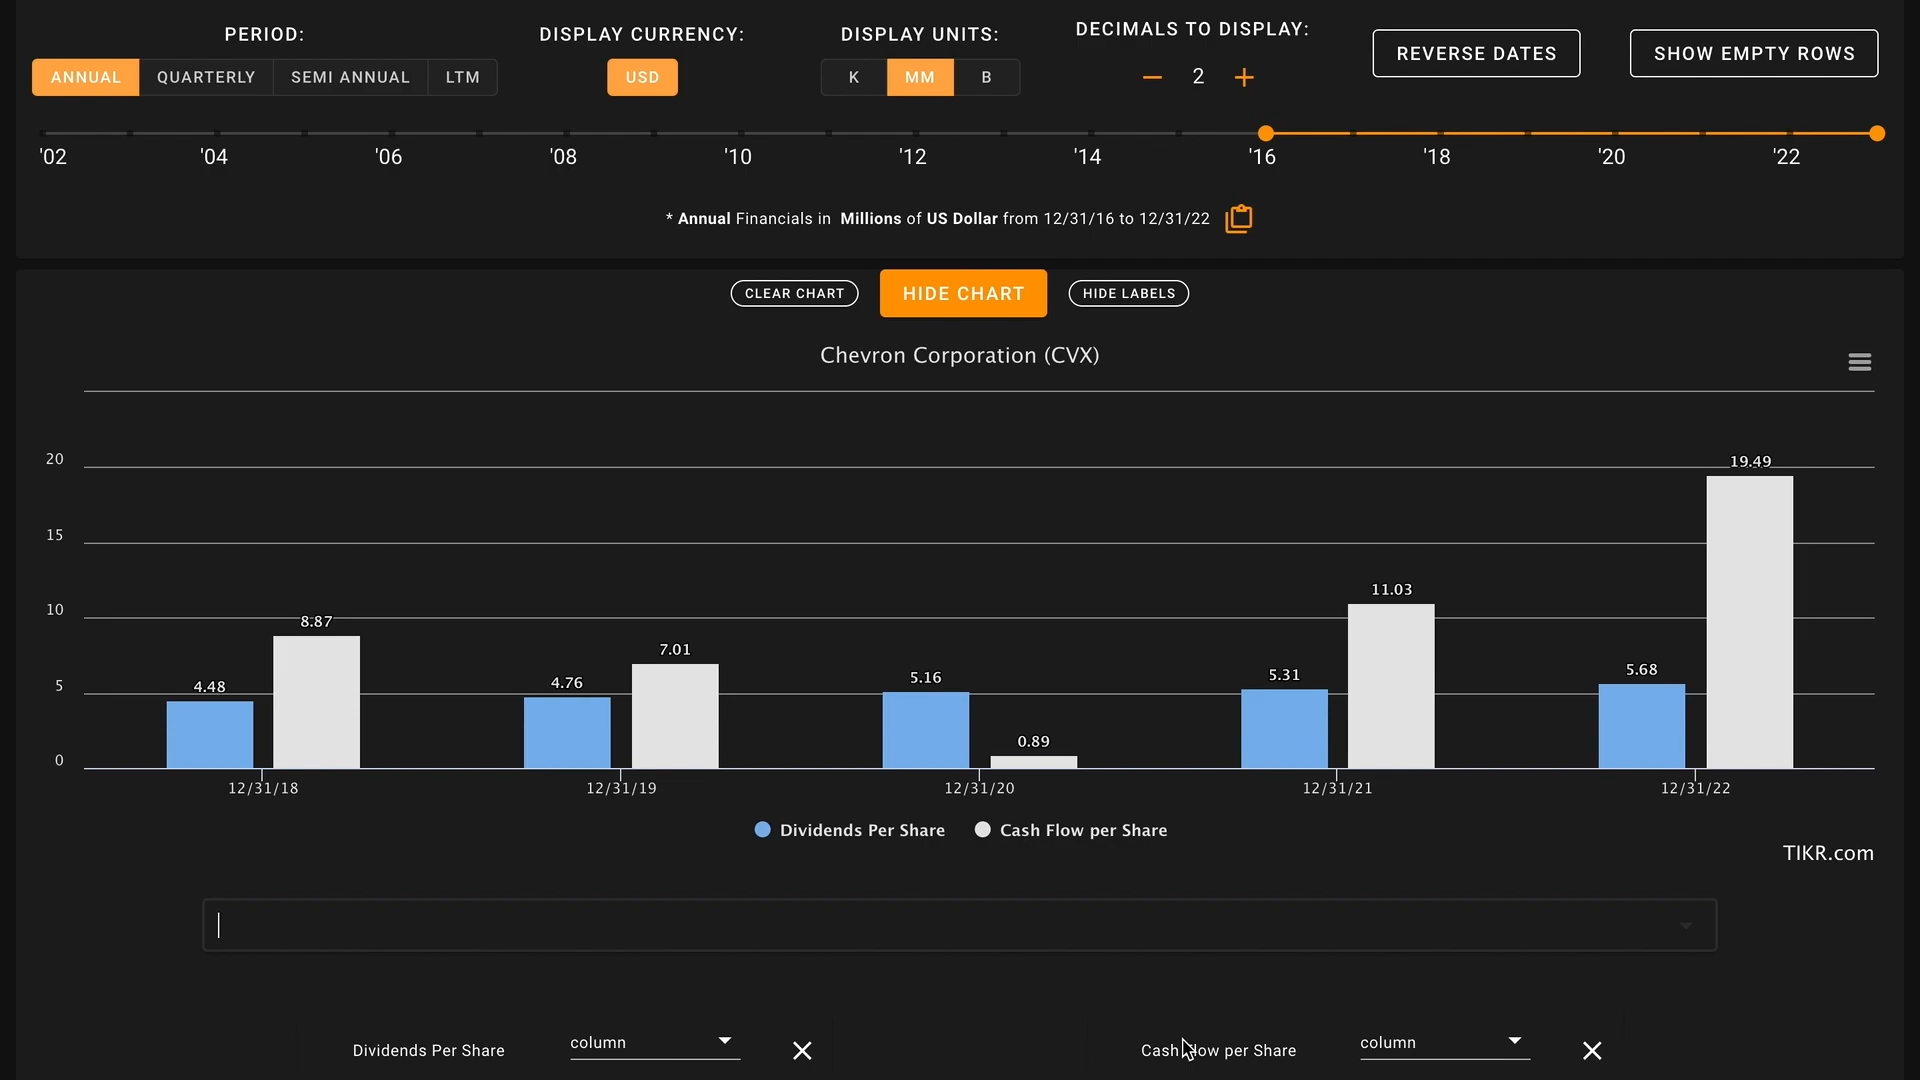 PERIOD:
DISPLAY CURRENCY:
DISPLAY UNITS:
DECIMALS TO DISPLAY:
ANNUAL QUARTERLY SEMI ANNUAL LTM
USD
K MM B
2
REVERSE DATES
SHOW EMPTY ROWS
'02 '04 '06 '08 '10 '12 '14 '16 '18 '20 '22
* Annual Financials in Millions of US Dollar from 12/31/16 to 12/31/22
CLEAR CHART
HIDE CHART
HIDE LABELS
Chevron Corporation (CVX)
20
15
10
5
0
4.48 8.87
4.76 7.01
5.16 0.89
5.31 11.03
5.68 19.49
12/31/18 12/31/19 12/31/20 12/31/21 12/31/22
Dividends Per Share Cash Flow per Share
TIKR.com
Dividends Per Share column
Cash Flow per Share column